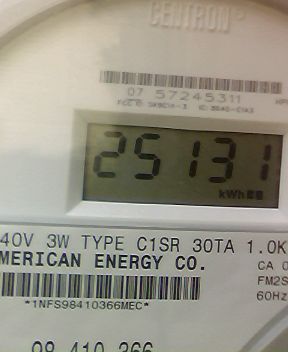 CENTRON®
07 57245311
25131
kWh
40V 3W TYPE C1SR 30TA 1.0K
MERICAN ENERGY CO.
CA 0
FM2S
60Hz
*1NFS98410366MEC*
98 410 366